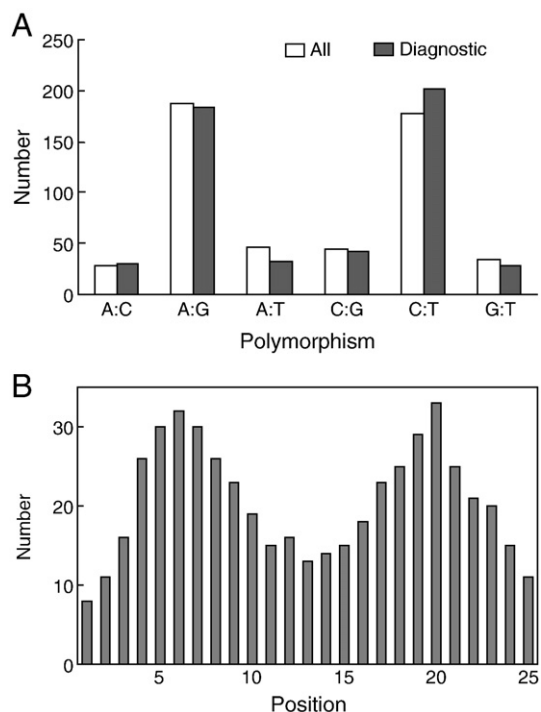 A
250
200
150
100
50
0
Number
All
Diagnostic
A:C A:G A:T C:G C:T G:T
Polymorphism
B
30
20
10
0
Number
5 10 15 20 25
Position